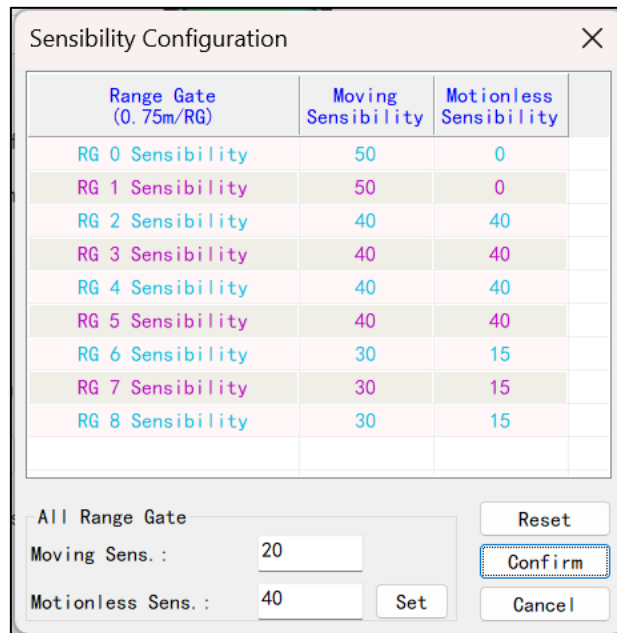 Sensibility Configuration
Range Gate Moving Motionless
(0.75m/RG) Sensibility Sensibility
RG 0 Sensibility 50 0
RG 1 Sensibility 50 0
RG 2 Sensibility 40 40
RG 3 Sensibility 40 40
RG 4 Sensibility 40 40
RG 5 Sensibility 40 40
RG 6 Sensibility 30 15
RG 7 Sensibility 30 15
RG 8 Sensibility 30 15
All Range Gate
Moving Sens.: 20
Motionless Sens.: 40 Set
Reset
Confirm
Cancel